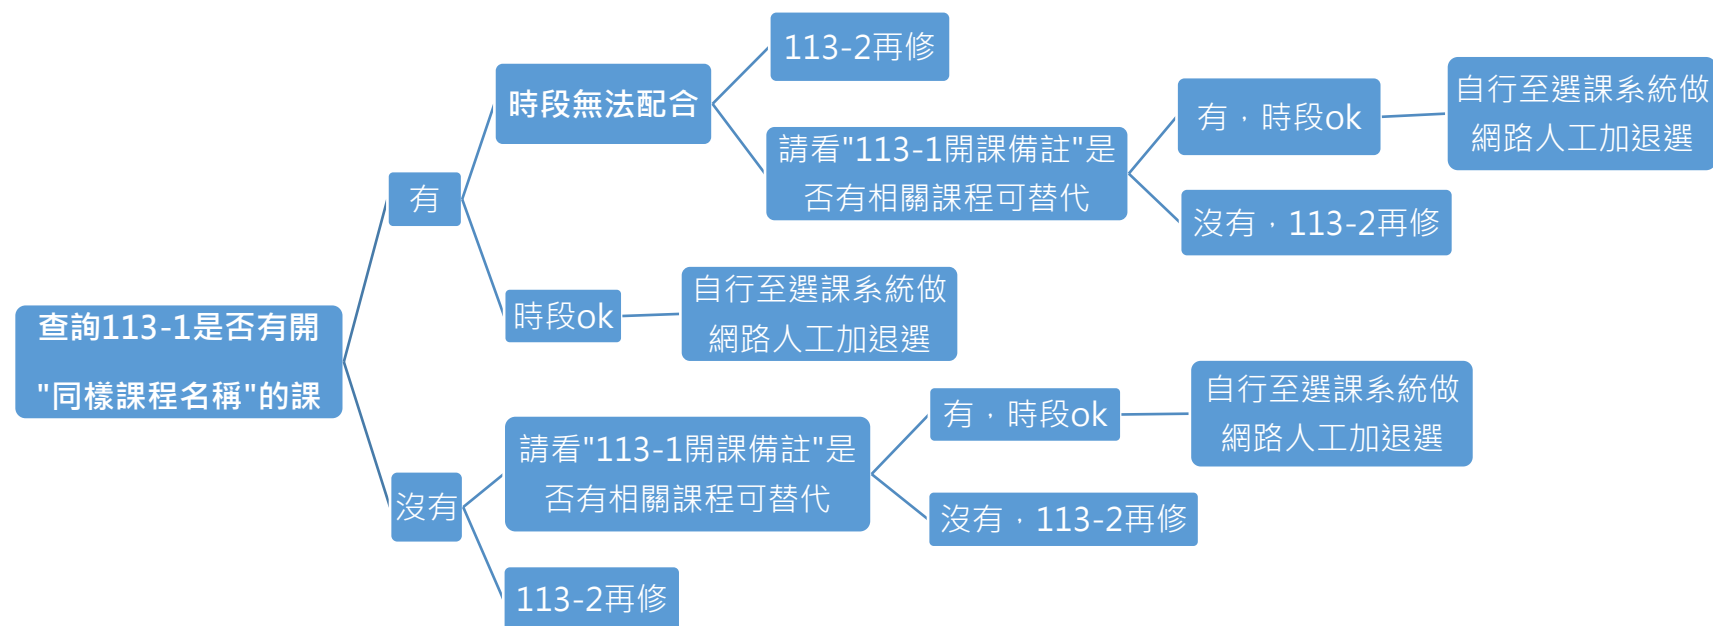 113-2再修
時段無法配合
請看"113-1開課備註"是
否有相關課程可替代
有，時段ok
自行至選課系統做
網路人工加退選
沒有，113-2再修
有
時段ok
自行至選課系統做
網路人工加退選
查詢113-1是否有開
"同樣課程名稱"的課
沒有
請看"113-1開課備註"是
否有相關課程可替代
有，時段ok
自行至選課系統做
網路人工加退選
沒有，113-2再修
113-2再修